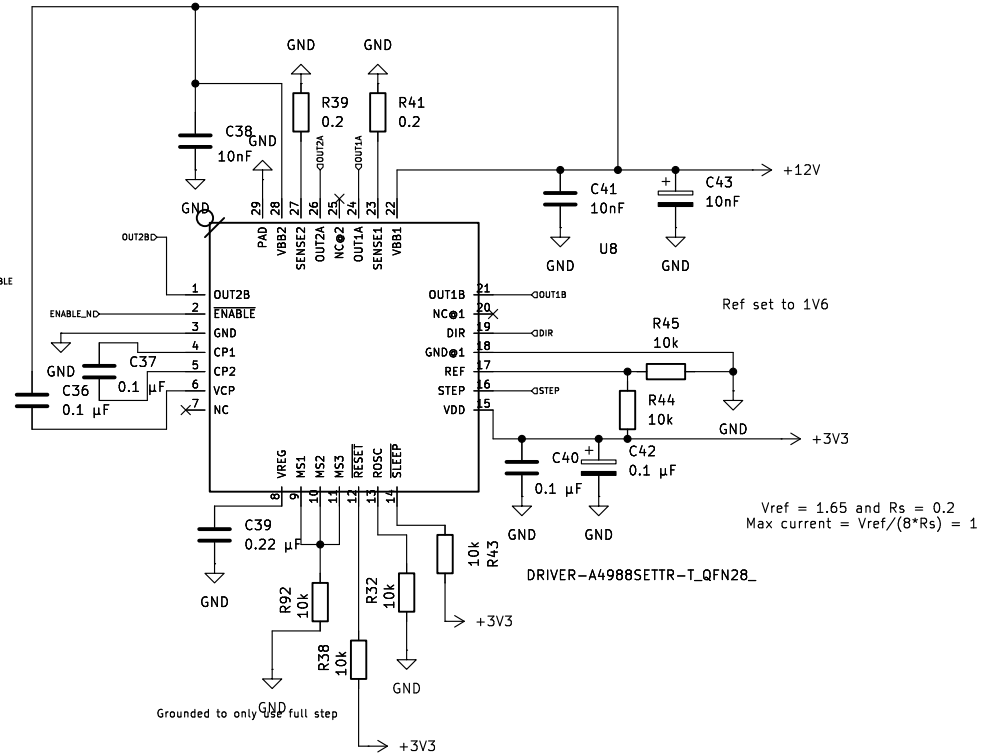 GND
GND
R39
0.2
R41
0.2
C38
10nF
GND
GND
OUT2A
OUT1A
+12V
C41
10nF
C43
10nF
+
GND
GND
U8
29
28
27
26
25
24
23
22
PAD
VBB2
SENSE2
OUT2A
NC@2
OUT1A
SENSE1
VBB1
OUT2B
BLE
1
OUT2B
ENABLE_N
2
ENABLE
3
GND
GND
4
CP1
C37
0.1 µF
5
CP2
C36
0.1 µF
6
VCP
7
NC
OUT1B
21
OUT1B
NC@1
20
DIR
19
DIR
GND@1
18
REF
17
STEP
16
STEP
VDD
15
Ref set to 1V6
R45
10k
R44
10k
GND
+3V3
C40
0.1 µF
+
C42
0.1 µF
GND
GND
VREG
MS1
MS2
MS3
RESET
ROSC
SLEEP
8
9
10
11
12
13
14
C39
0.22 µF
GND
R92
10k
GND
Grounded to only use full step
R38
10k
+3V3
R32
10k
GND
10k
R43
+3V3
Vref = 1.65 and Rs = 0.2
Max current = Vref/(8*Rs) = 1
DRIVER-A4988SETTR-T_QFN28_